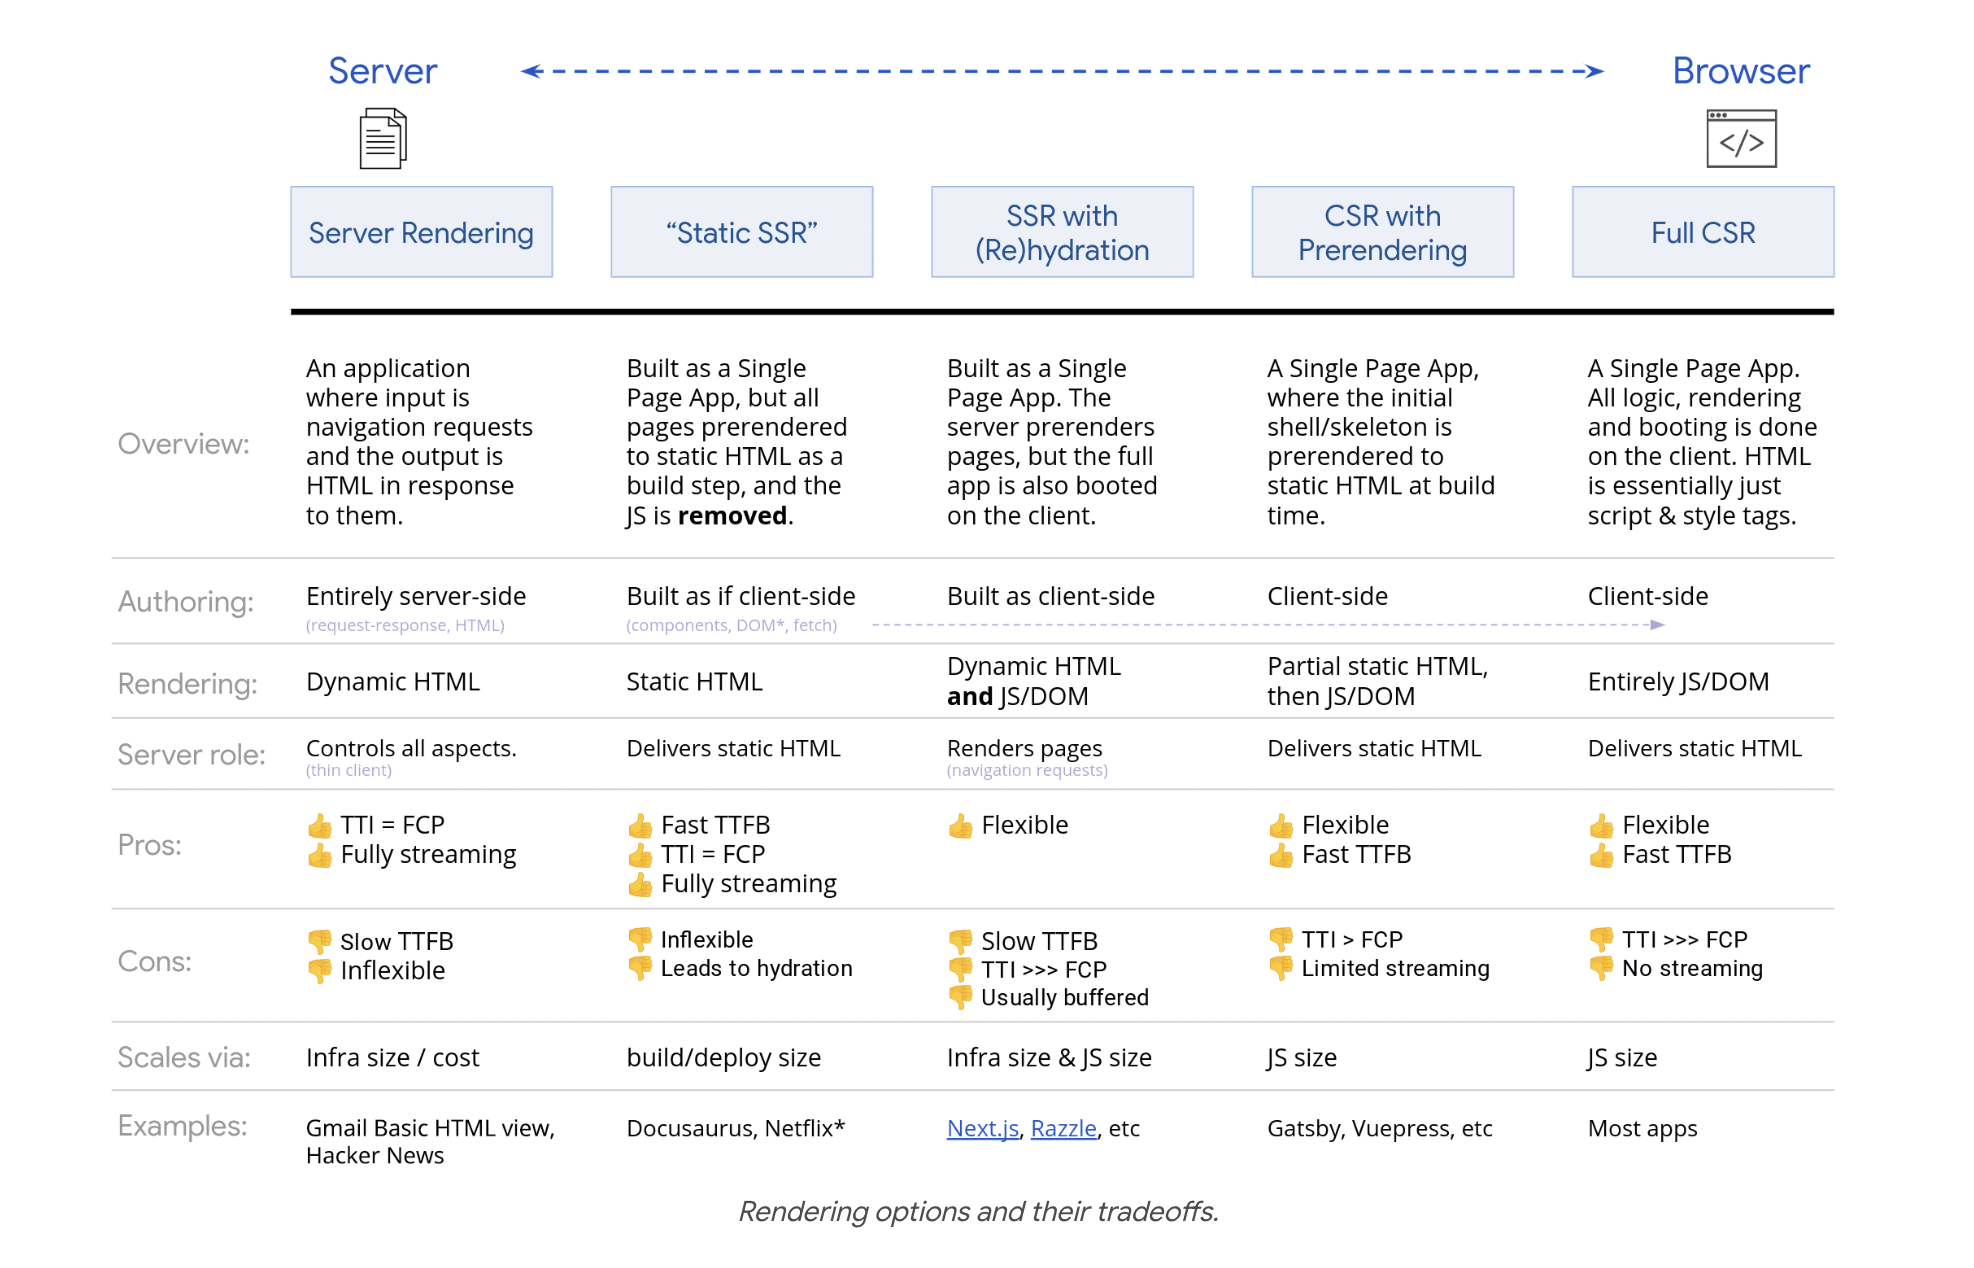 Server
Browser
</>
Server Rendering
“Static SSR”
SSR with
(Re)hydration
CSR with
Prerendering
Full CSR
Overview:
An application
where input is
navigation requests
and the output is
HTML in response
to them.
Built as a Single
Page App, but all
pages prerendered
to static HTML as a
build step, and the
JS is removed.
Built as a Single
Page App. The
server prerenders
pages, but the full
app is also booted
on the client.
A Single Page App,
where the initial
shell/skeleton is
prerendered to
static HTML at build
time.
A Single Page App.
All logic, rendering
and booting is done
on the client. HTML
is essentially just
script & style tags.
Authoring:
Entirely server-side
(request-response, HTML)
Built as if client-side
(components, DOM*, fetch)
Built as client-side
Client-side
Client-side
Rendering:
Dynamic HTML
Static HTML
Dynamic HTML
and JS/DOM
Partial static HTML,
then JS/DOM
Entirely JS/DOM
Server role:
Controls all aspects.
(thin client)
Delivers static HTML
Renders pages
(navigation requests)
Delivers static HTML
Delivers static HTML
Pros:
👍 TTI = FCP
👍 Fully streaming
👍 Fast TTFB
👍 TTI = FCP
👍 Fully streaming
👍 Flexible
👍 Flexible
👍 Fast TTFB
👍 Flexible
👍 Fast TTFB
Cons:
👎 Slow TTFB
👎 Inflexible
👎 Inflexible
👎 Leads to hydration
👎 Slow TTFB
👎 TTI >>> FCP
👎 Usually buffered
👎 TTI > FCP
👎 Limited streaming
👎 TTI >>> FCP
👎 No streaming
Scales via:
Infra size / cost
build/deploy size
Infra size & JS size
JS size
JS size
Examples:
Gmail Basic HTML view,
Hacker News
Docusaurus, Netflix*
Next.js, Razzle, etc
Gatsby, Vuepress, etc
Most apps
Rendering options and their tradeoffs.